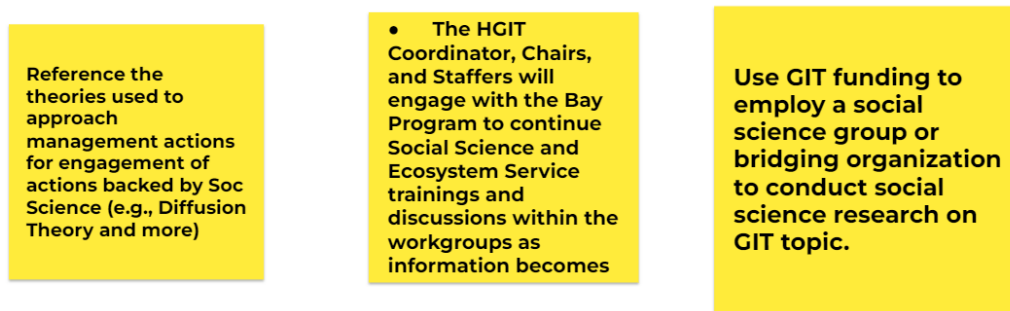 Reference the
theories used to
approach
management actions
for engagement of
actions backed by Soc
Science (e.g., Diffusion
Theory and more)
● The HGIT
Coordinator, Chairs,
and Staffers will
engage with the Bay
Program to continue
Social Science and
Ecosystem Service
trainings and
discussions within the
workgroups as
information becomes
Use GIT funding to
employ a social
science group or
bridging organization
to conduct social
science research on
GIT topic.